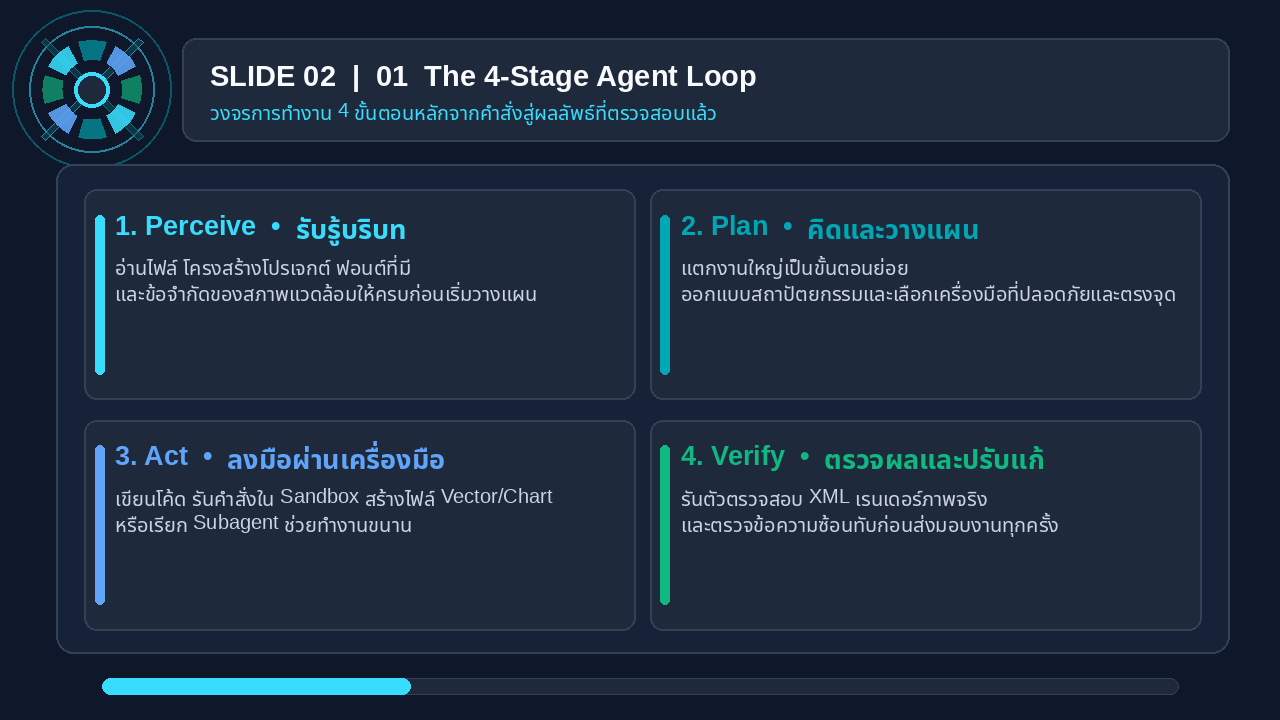 SLIDE 02 | 01 The 4-Stage Agent Loop
วงจรการทำงาน 4 ขั้นตอนหลักจากคำสั่งสู่ผลลัพธ์ที่ตรวจสอบแล้ว
1. Perceive • รับรู้บริบท
อ่านไฟล์ โครงสร้างโปรเจกต์ ฟอนต์ที่มี
และข้อจำกัดของสภาพแวดล้อมให้ครบก่อนเริ่มวางแผน
2. Plan • คิดและวางแผน
แตกงานใหญ่เป็นขั้นตอนย่อย
ออกแบบสถาปัตยกรรมและเลือกเครื่องมือที่ปลอดภัยและตรงจุด
3. Act • ลงมือผ่านเครื่องมือ
เขียนโค้ด รันคำสั่งใน Sandbox สร้างไฟล์ Vector/Chart
หรือเรียก Subagent ช่วยทำงานขนาน
4. Verify • ตรวจผลและปรับแก้
รันตัวตรวจสอบ XML เรนเดอร์ภาพจริง
และตรวจข้อความซ้อนทับก่อนส่งมอบงานทุกครั้ง